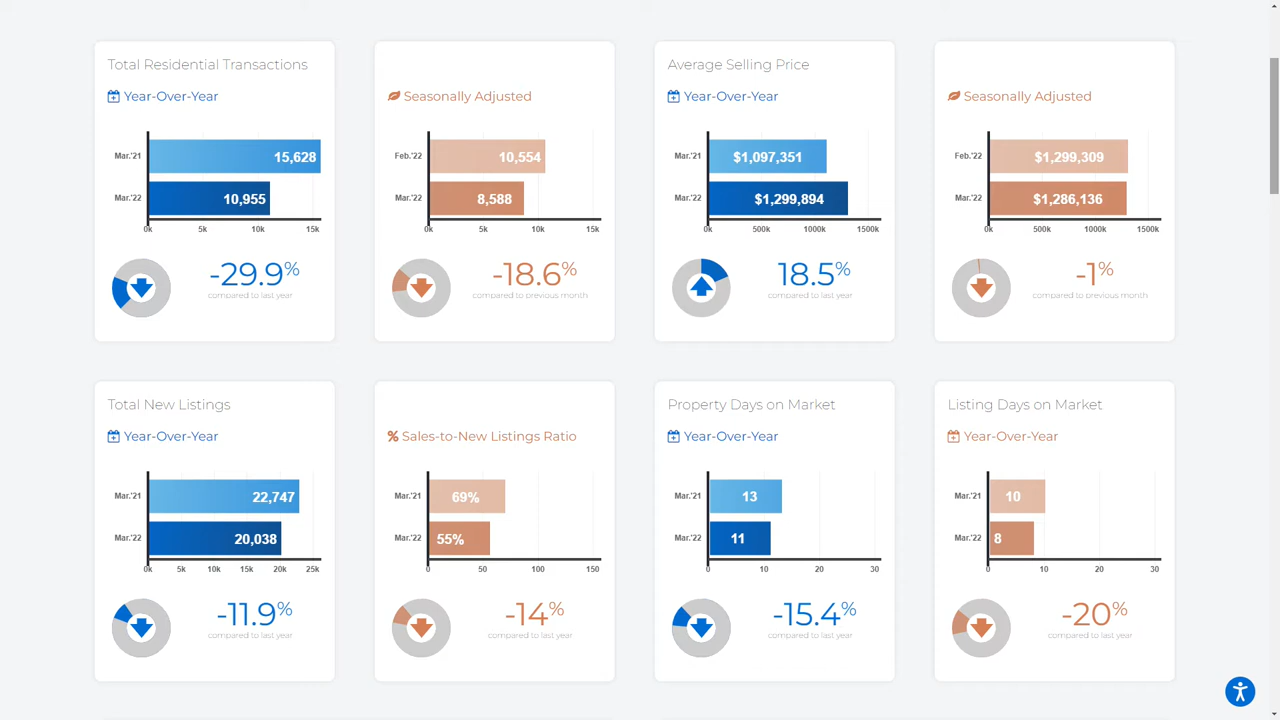 Total Residential Transactions
Year-Over-Year
Mar.'21
15,628
Mar.'22
10,955
0k 5k 10k 15k
-29.9%
compared to last year
Seasonally Adjusted
Feb.'22
10,554
Mar.'22
8,588
0k 5k 10k 15k
-18.6%
compared to previous month
Average Selling Price
Year-Over-Year
Mar.'21
$1,097,351
Mar.'22
$1,299,894
0k 500k 1000k 1500k
18.5%
compared to last year
Seasonally Adjusted
Feb.'22
$1,299,309
Mar.'22
$1,286,136
0k 500k 1000k 1500k
-1%
compared to previous month
Total New Listings
Year-Over-Year
Mar.'21
22,747
Mar.'22
20,038
0k 5k 10k 15k 20k 25k
-11.9%
compared to last year
% Sales-to-New Listings Ratio
Mar.'21
69%
Mar.'22
55%
0 50 100 150
-14%
compared to last year
Property Days on Market
Year-Over-Year
Mar.'21
13
Mar.'22
11
0 10 20 30
-15.4%
compared to last year
Listing Days on Market
Year-Over-Year
Mar.'21
10
Mar.'22
8
0 10 20 30
-20%
compared to last year